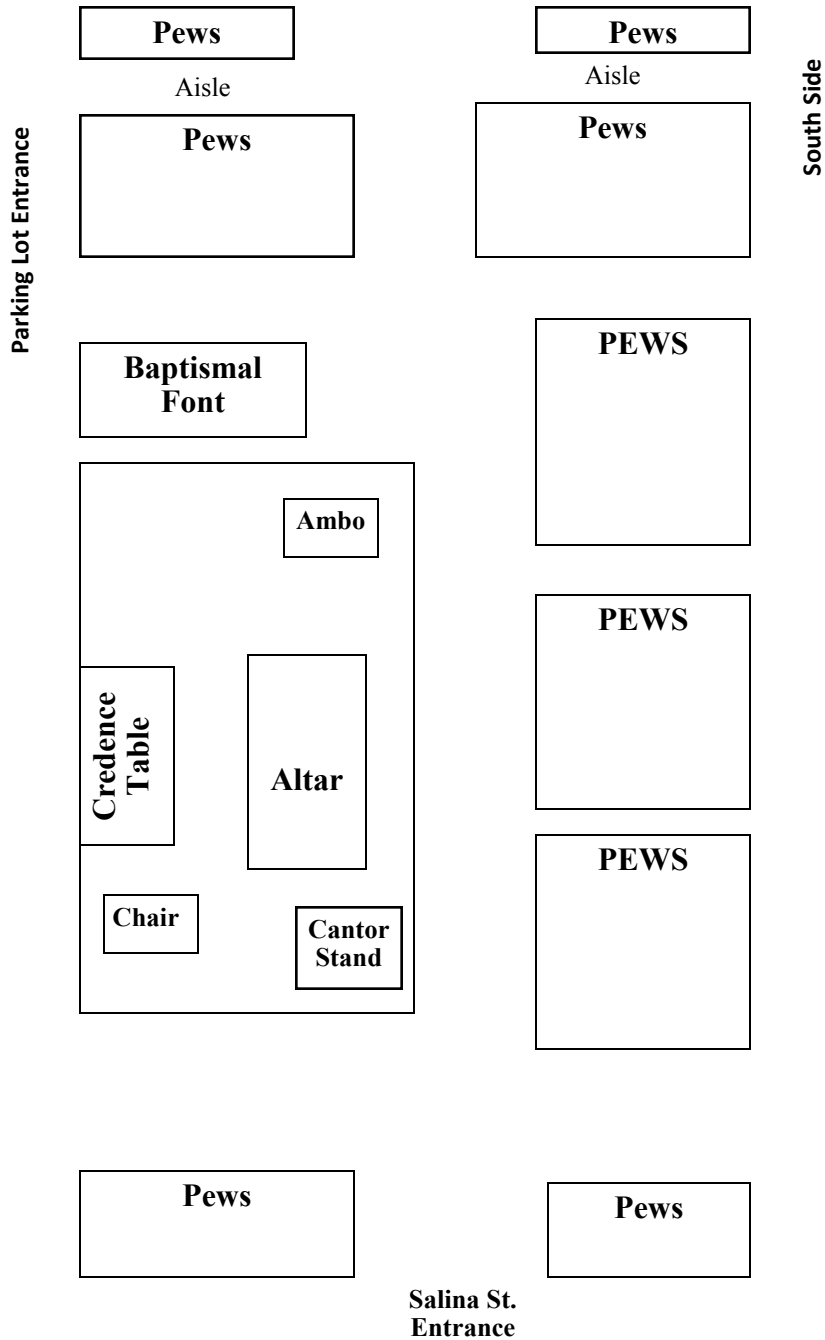 Pews
Pews
Aisle
Aisle
Pews
Pews
Parking Lot Entrance
South Side
Baptismal
Font
PEWS
Ambo
PEWS
Credence
Table
Altar
PEWS
Chair
Cantor
Stand
Pews
Pews
Salina St.
Entrance